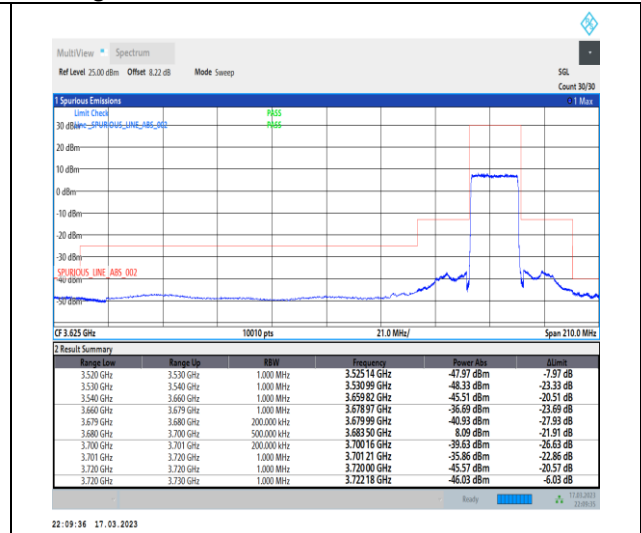 MultiView Spectrum
Ref Level 25.00 dBm Offset 8.22 dB Mode Sweep SGL
Count 30/30
1 Spurious Emissions 1 Max
Limit Check PASS
30 dBm Line _SPURIOUS_LINE_ABS_002 PASS
20 dBm
10 dBm
0 dBm
-10 dBm
-20 dBm
-30 dBm
SPURIOUS_LINE_ABS_002
-40 dBm
-50 dBm
CF 3.625 GHz 10010 pts 21.0 MHz/ Span 210.0 MHz
2 Result Summary
Range Low Range Up RBW Frequency Power Abs ΔLimit
3.520 GHz 3.530 GHz 1.000 MHz 3.525 14 GHz -47.97 dBm -7.97 dB
3.530 GHz 3.540 GHz 1.000 MHz 3.530 99 GHz -48.33 dBm -23.33 dB
3.540 GHz 3.660 GHz 1.000 MHz 3.659 82 GHz -45.51 dBm -20.51 dB
3.660 GHz 3.679 GHz 1.000 MHz 3.678 97 GHz -36.69 dBm -23.69 dB
3.679 GHz 3.680 GHz 200.000 kHz 3.679 99 GHz -40.93 dBm -27.93 dB
3.680 GHz 3.700 GHz 500.000 kHz 3.683 50 GHz 8.09 dBm -21.91 dB
3.700 GHz 3.701 GHz 200.000 kHz 3.700 16 GHz -39.63 dBm -26.63 dB
3.701 GHz 3.720 GHz 1.000 MHz 3.701 21 GHz -35.86 dBm -22.86 dB
3.720 GHz 3.720 GHz 1.000 MHz 3.720 00 GHz -45.57 dBm -20.57 dB
3.720 GHz 3.730 GHz 1.000 MHz 3.722 18 GHz -46.03 dBm -6.03 dB
Ready 17.03.2023
22:09:35
22:09:36 17.03.2023